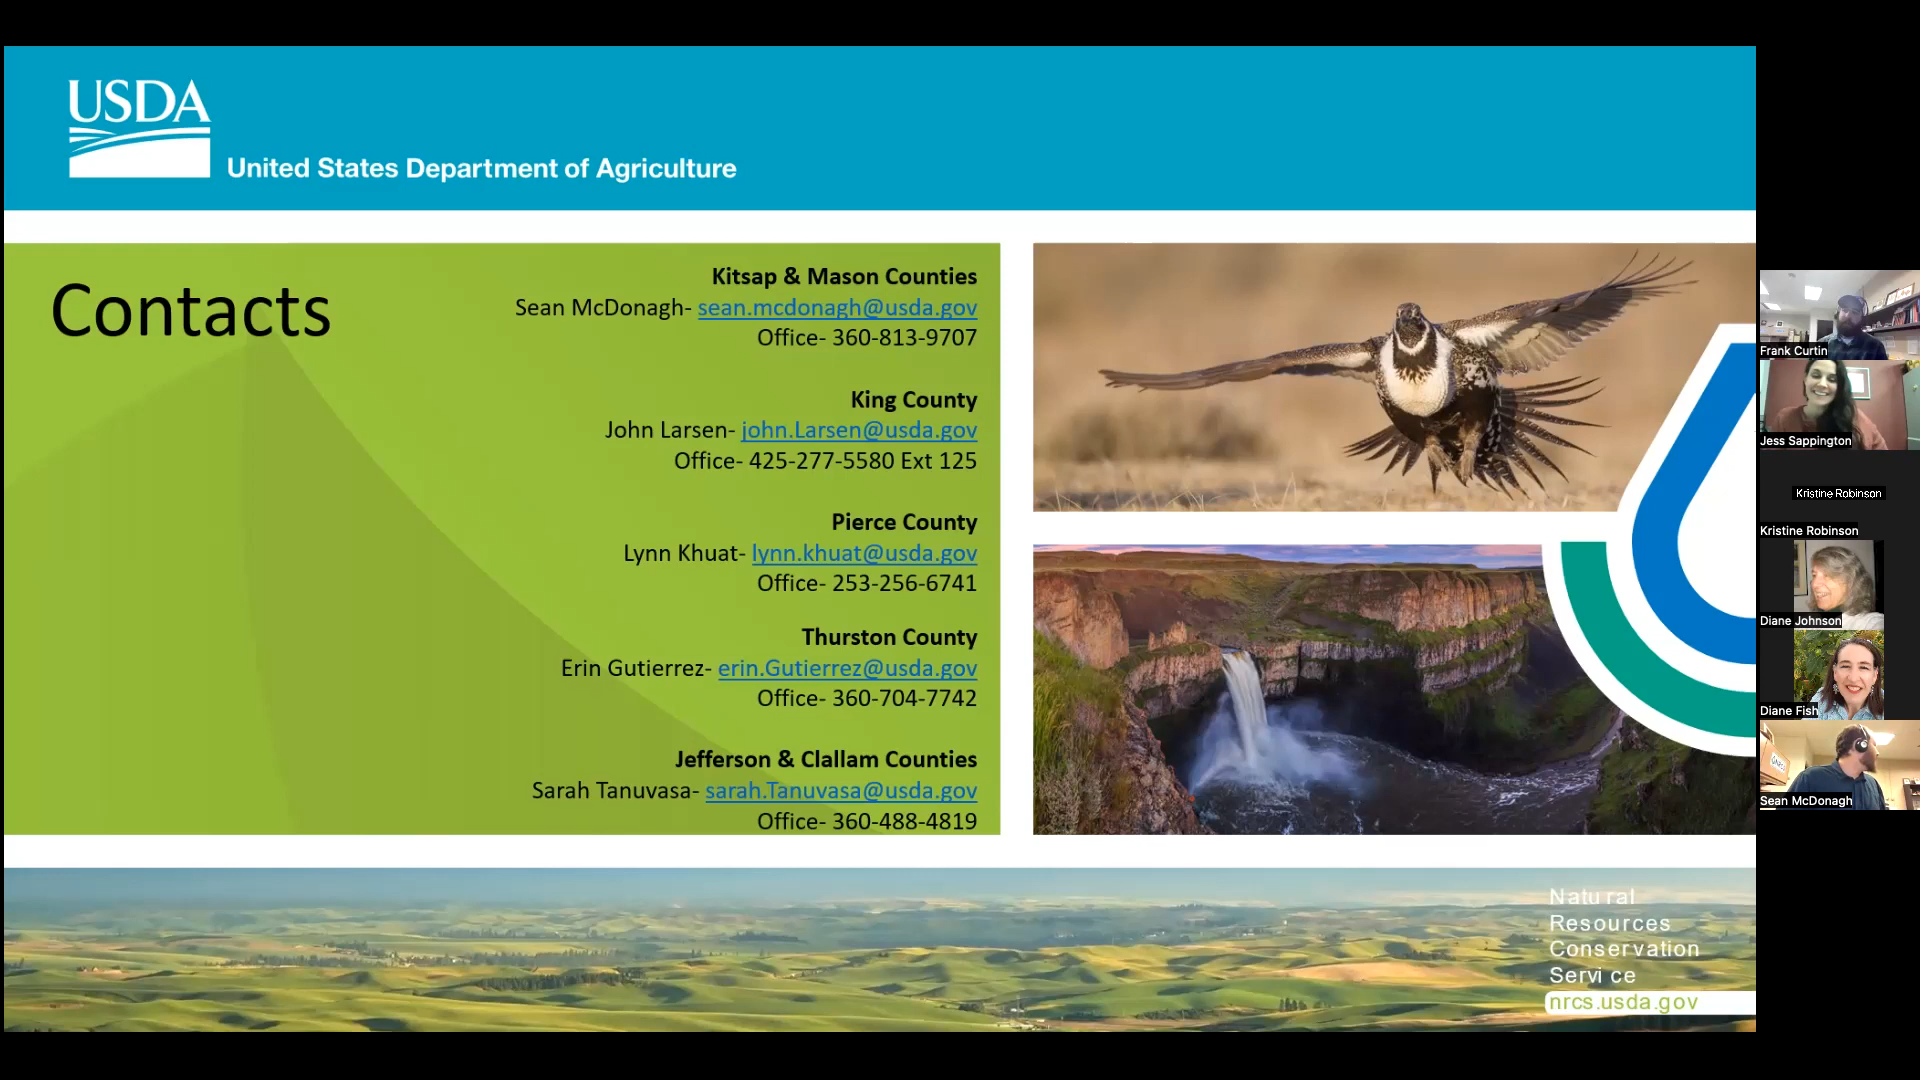 USDA
United States Department of Agriculture
Contacts
Kitsap & Mason Counties
Sean McDonagh- sean.mcdonagh@usda.gov
Office- 360-813-9707
King County
John Larsen- john.Larsen@usda.gov
Office- 425-277-5580 Ext 125
Pierce County
Lynn Khuat- lynn.khuat@usda.gov
Office- 253-256-6741
Thurston County
Erin Gutierrez- erin.Gutierrez@usda.gov
Office- 360-704-7742
Jefferson & Clallam Counties
Sarah Tanuvasa- sarah.Tanuvasa@usda.gov
Office- 360-488-4819
Natural
Resources
Conservation
Service
nrcs.usda.gov
Frank Curtin
Jess Sappington
Kristine Robinson
Kristine Robinson
Diane Johnson
Diane Fish
Sean McDonagh